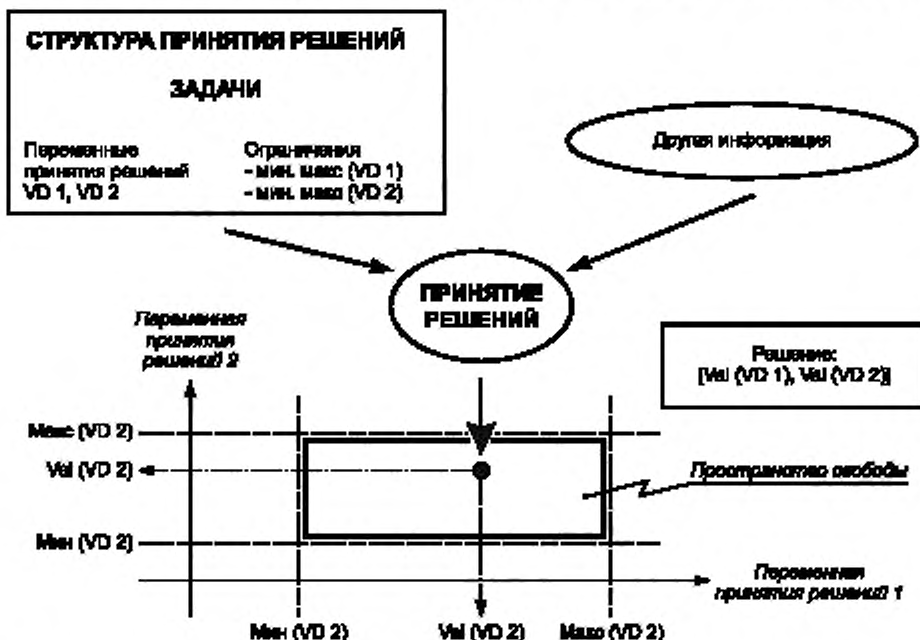 СТРУКТУРА ПРИНЯТИЯ РЕШЕНИЙ
ЗАДАЧИ
Переменные
принятия решений
VD 1, VD 2
Ограничения
- мин. макс (VD 1)
- мин. макс (VD 2)
Другая информация
ПРИНЯТИЕ
РЕШЕНИЙ
Переменная
принятия
решений 2
Решение:
[Val (VD 1), Val (VD 2)]
Макс (VD 2)
Val (VD 2)
Мин (VD 2)
Пространство свободы
Переменная
принятия решений 1
Мин (VD 2)
Val (VD 2)
Макс (VD 2)